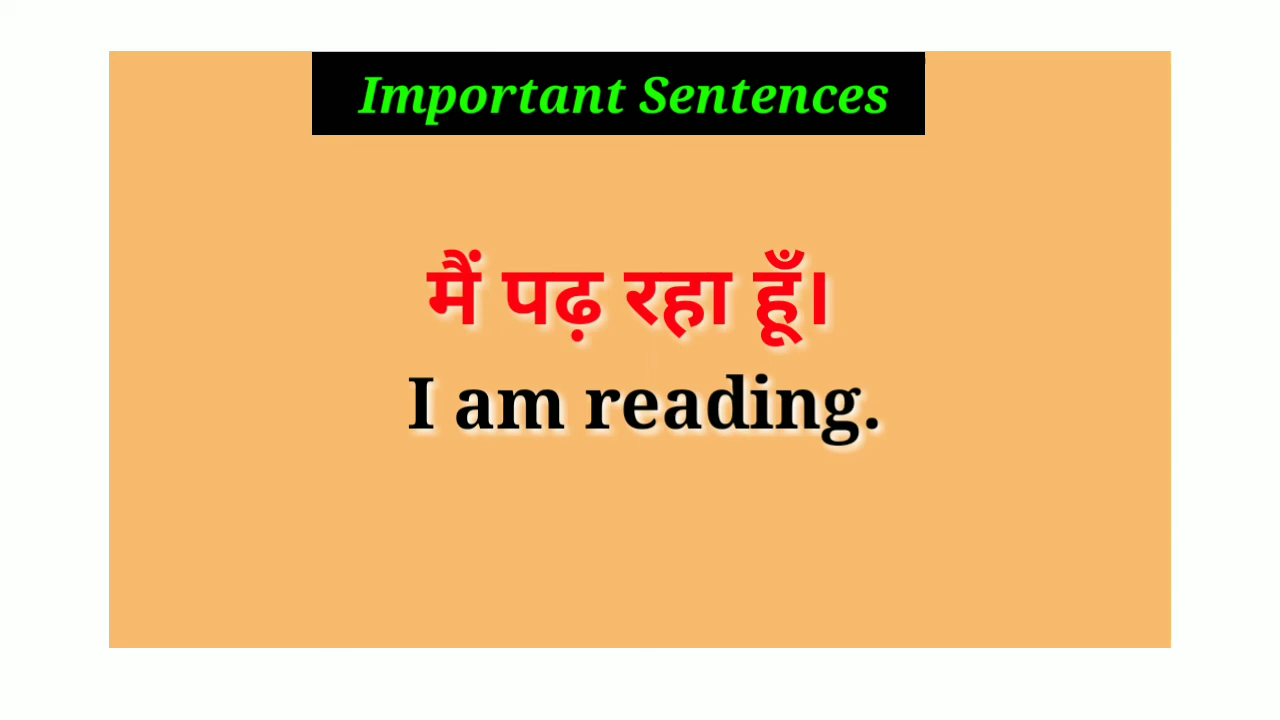 Important Sentences
मैं पढ़ रहा हूँ।
I am reading.